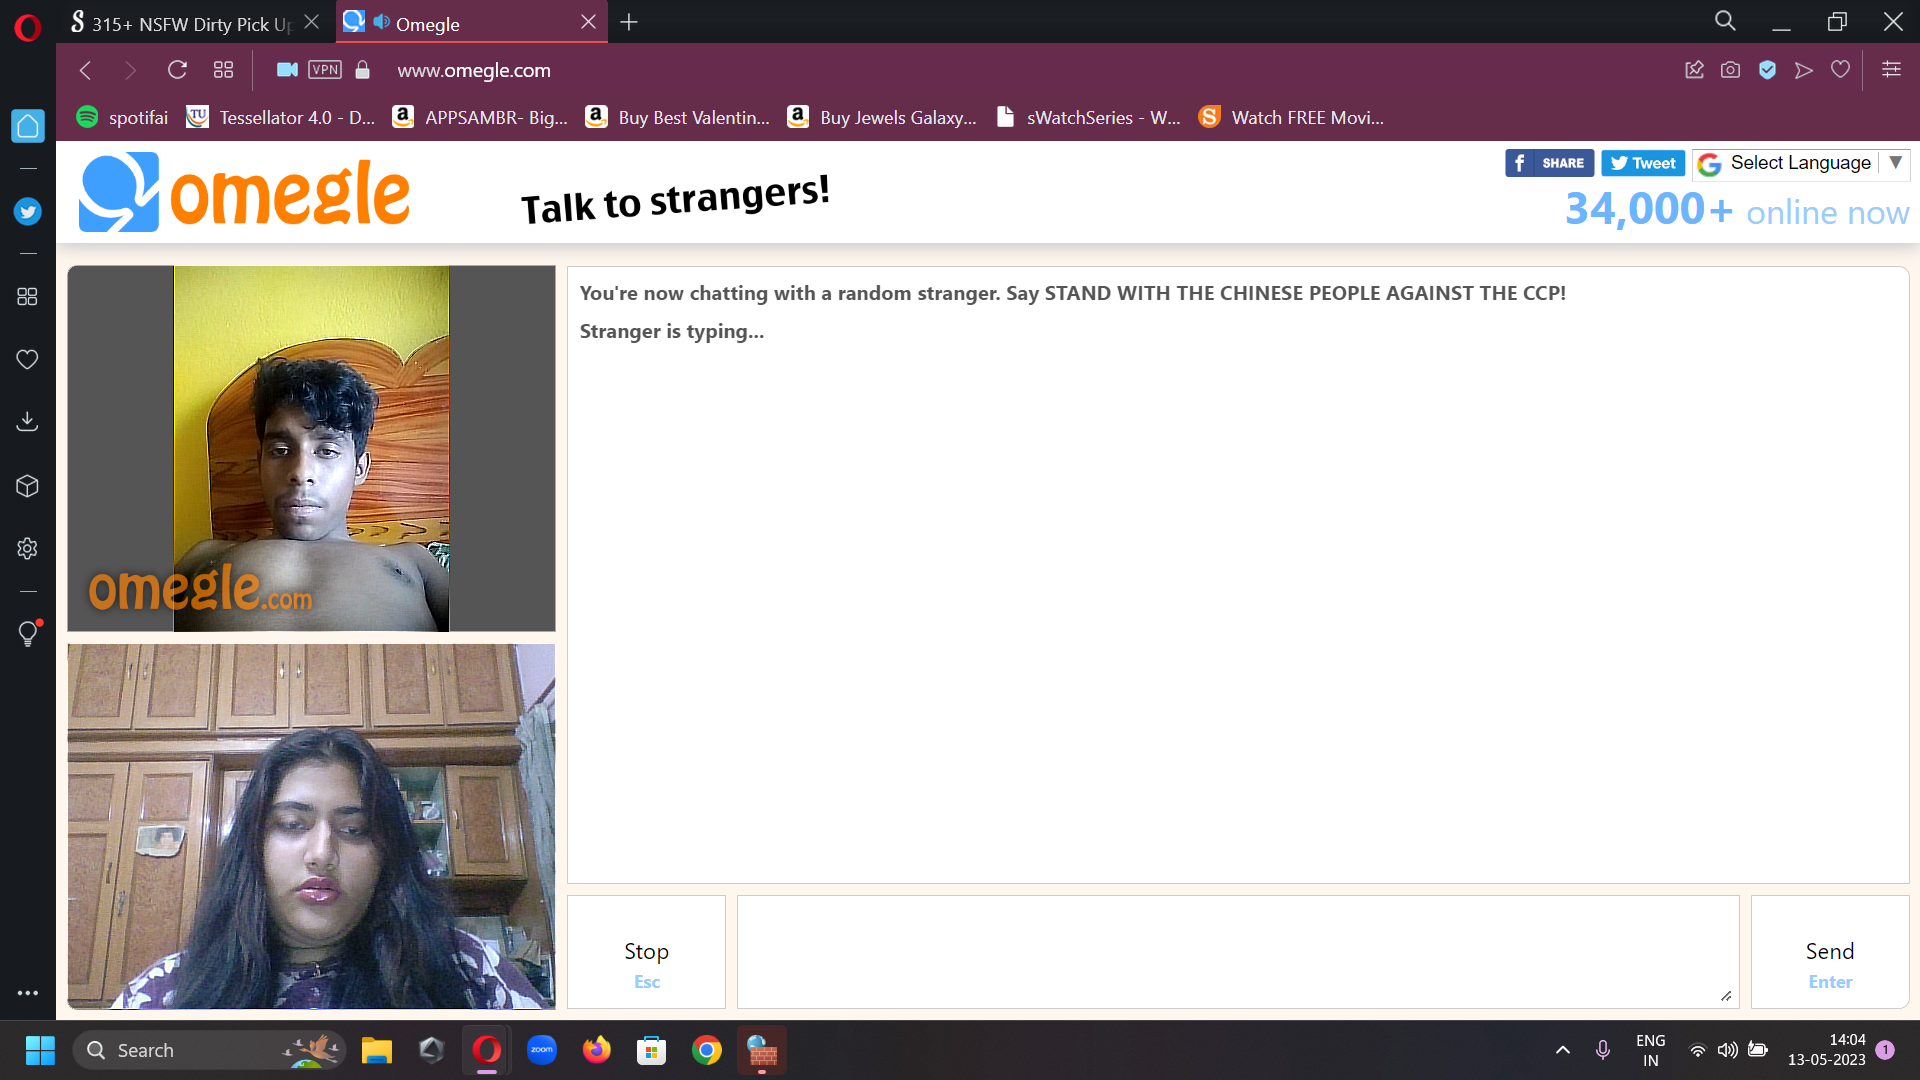 315+ NSFW Dirty Pick Up
Omegle
VPN
www.omegle.com
spotifai
TU
Tessellator 4.0 - D...
APPSAMBR- Big...
Buy Best Valentin...
Buy Jewels Galaxy...
sWatchSeries - W...
Watch FREE Movi...
omegle
Talk to strangers!
SHARE
Tweet
Select Language
34,000+ online now
You're now chatting with a random stranger. Say STAND WITH THE CHINESE PEOPLE AGAINST THE CCP!
Stranger is typing...
omegle.com
Stop
Esc
Send
Enter
Search
zoom
ENG
IN
14:04
13-05-2023
1